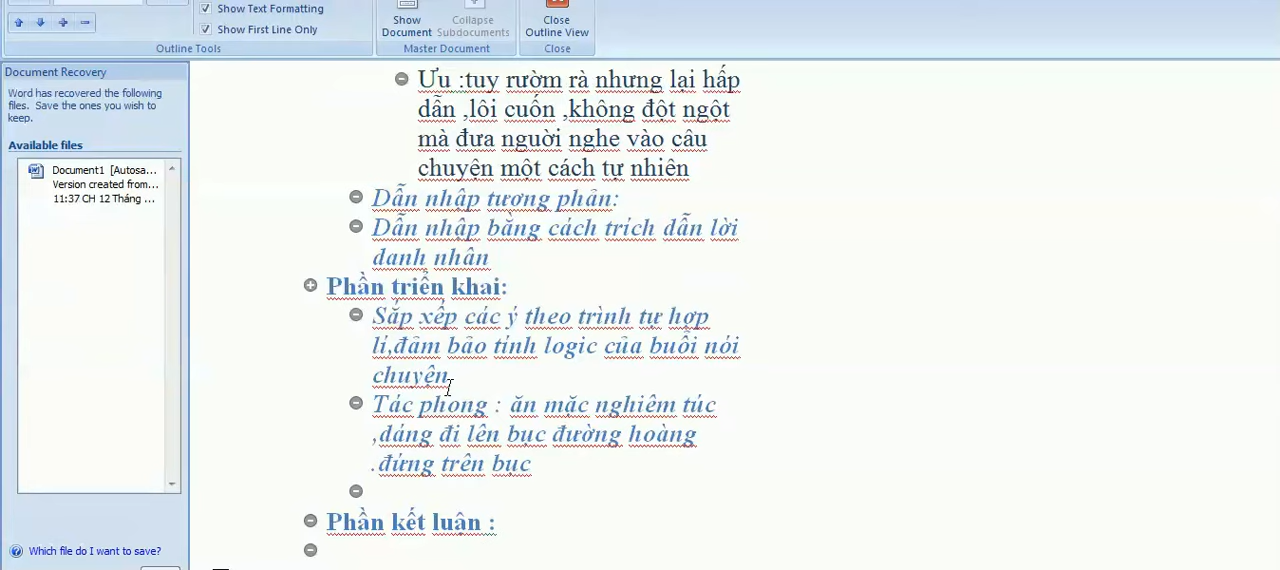 Show Text Formatting
Show First Line Only
Show
Document
Collapse
Subdocuments
Close
Outline View
Outline Tools
Master Document
Close
Document Recovery
Word has recovered the following
files. Save the ones you wish to
keep.
Available files
Document1 [Autosa...
Version created from...
11:37 CH 12 Tháng ...
Which file do I want to save?
Ưu :tuy rườm rà nhưng lại hấp
dẫn ,lôi cuốn ,không đột ngột
mà đưa nguời nghe vào câu
chuyện một cách tự nhiên
Dẫn nhập tương phản:
Dẫn nhập bằng cách trích dẫn lời
danh nhân
Phần triển khai:
Sắp xếp các ý theo trình tự hợp
lí,đảm bảo tính logic của buổi nói
chuyện
Tác phong : ăn mặc nghiêm túc
,dáng đi lên bục đường hoàng
.đứng trên bục
Phần kết luận :